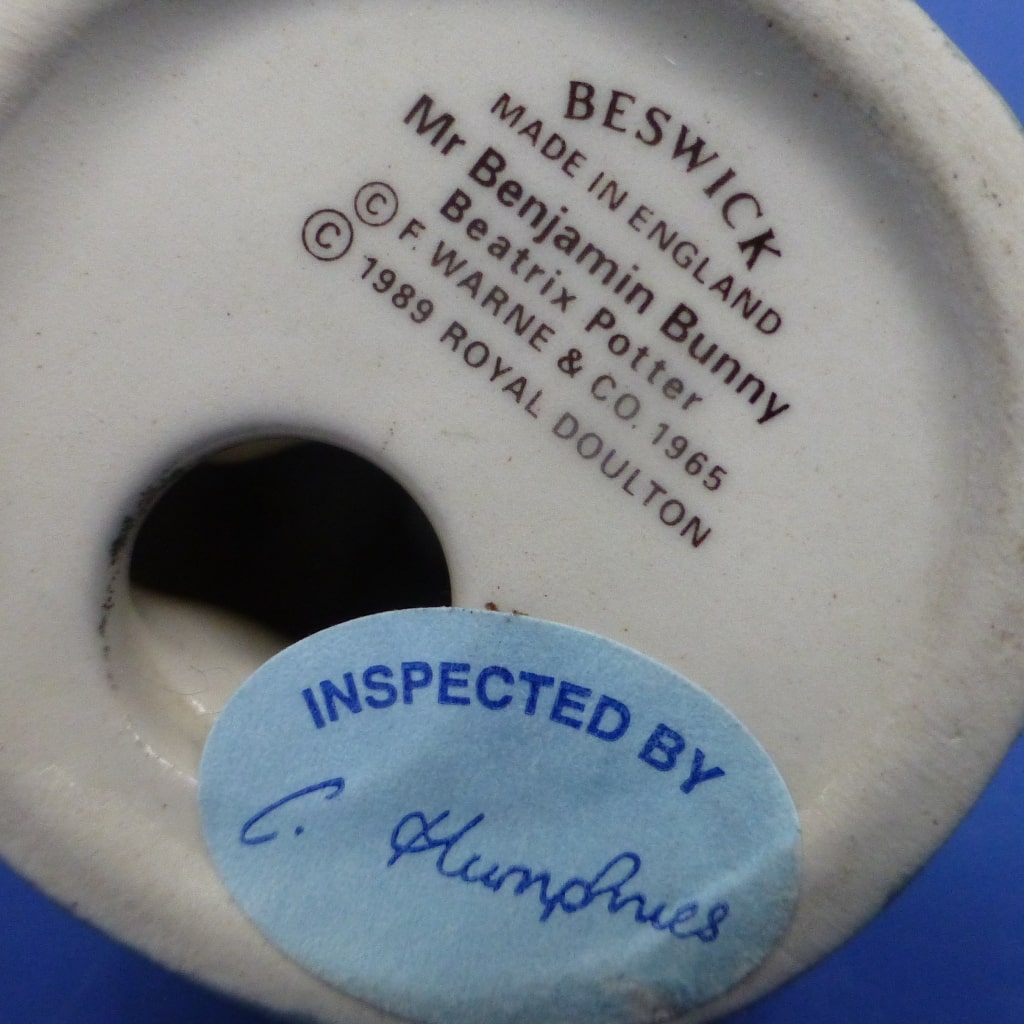 BESWICK
MADE IN ENGLAND
Mr Benjamin Bunny
Beatrix Potter
© F. WARNE & CO. 1965
© 1989 ROYAL DOULTON
INSPECTED BY
C. Humphries